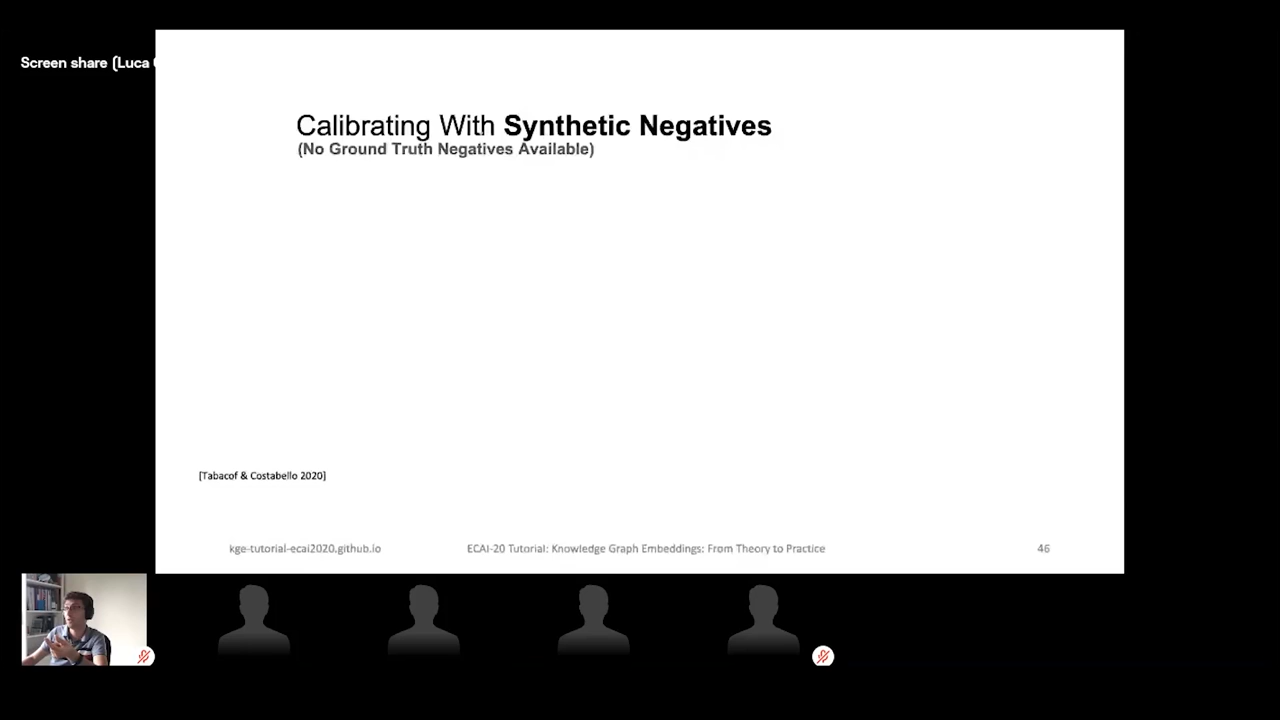 Screen share (Luca
Calibrating With Synthetic Negatives
(No Ground Truth Negatives Available)
[Tabacof & Costabello 2020]
kge-tutorial-ecai2020.github.io
ECAI-20 Tutorial: Knowledge Graph Embeddings: From Theory to Practice
46